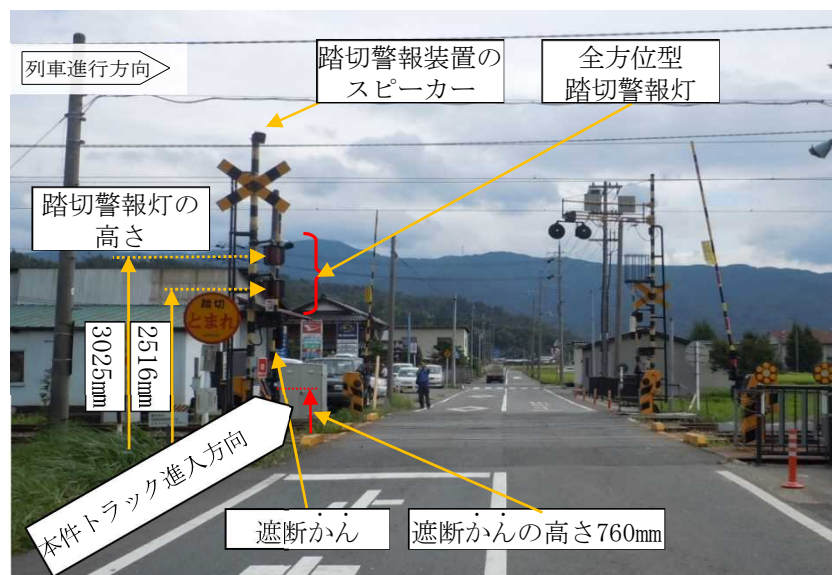 列車進行方向
踏切警報装置の
スピーカー
全方位型
踏切警報灯
踏切警報灯の
高さ
踏切
とまれ
3025mm
2516mm
本件トラック進入方向
遮断かん
遮断かんの高さ760mm